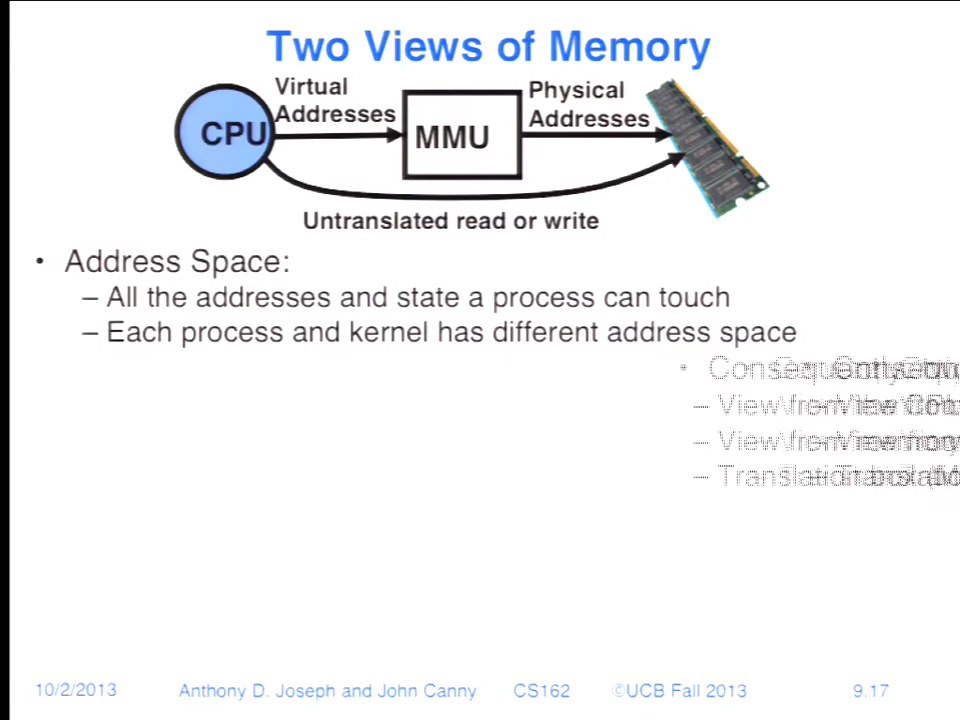 Two Views of Memory
Virtual
Addresses
Physical
Addresses
CPU
MMU
Untranslated read or write
• Address Space:
– All the addresses and state a process can touch
– Each process and kernel has different address space
– View
– View
10/2/2013 Anthony D. Joseph and John Canny CS162 ©UCB Fall 2013 9.17